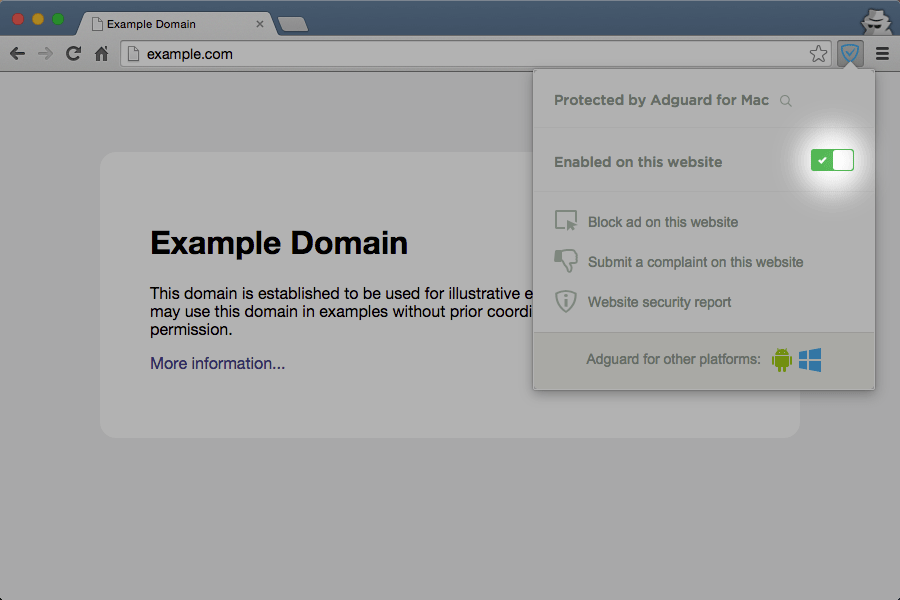 Example Domain
example.com
Protected by Adguard for Mac
Enabled on this website
Block ad on this website
Submit a complaint on this website
Website security report
Adguard for other platforms:
Example Domain
This domain is established to be used for illustrative e
may use this domain in examples without prior coordi
permission.
More information...